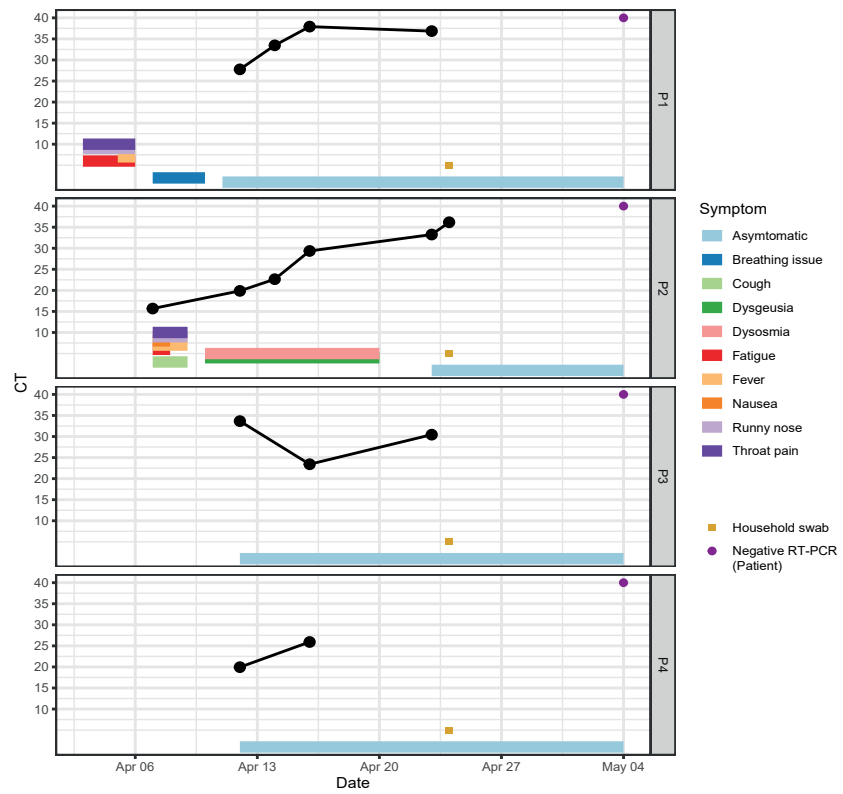 40
35
30
25
20
15
10
P1
40
35
30
25
20
15
10
P2
40
35
30
25
20
15
10
P3
40
35
30
25
20
15
10
P4
CT
Apr 06
Apr 13
Apr 20
Apr 27
May 04
Date
Symptom
Asymtomatic
Breathing issue
Cough
Dysgeusia
Dysosmia
Fatigue
Fever
Nausea
Runny nose
Throat pain
Household swab
Negative RT-PCR
(Patient)